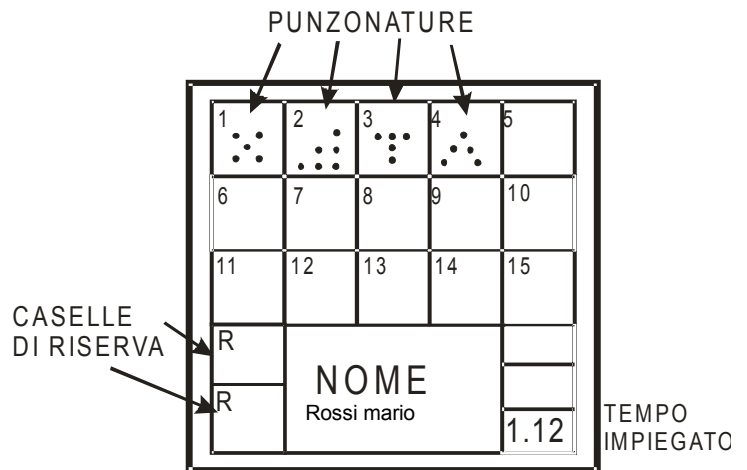 PUNZONATURE
1 2 3 4 5
6 7 8 9 10
11 12 13 14 15
CASELLE
DI RISERVA
R
R
NOME
Rossi mario
1.12
TEMPO
IMPIEGATO